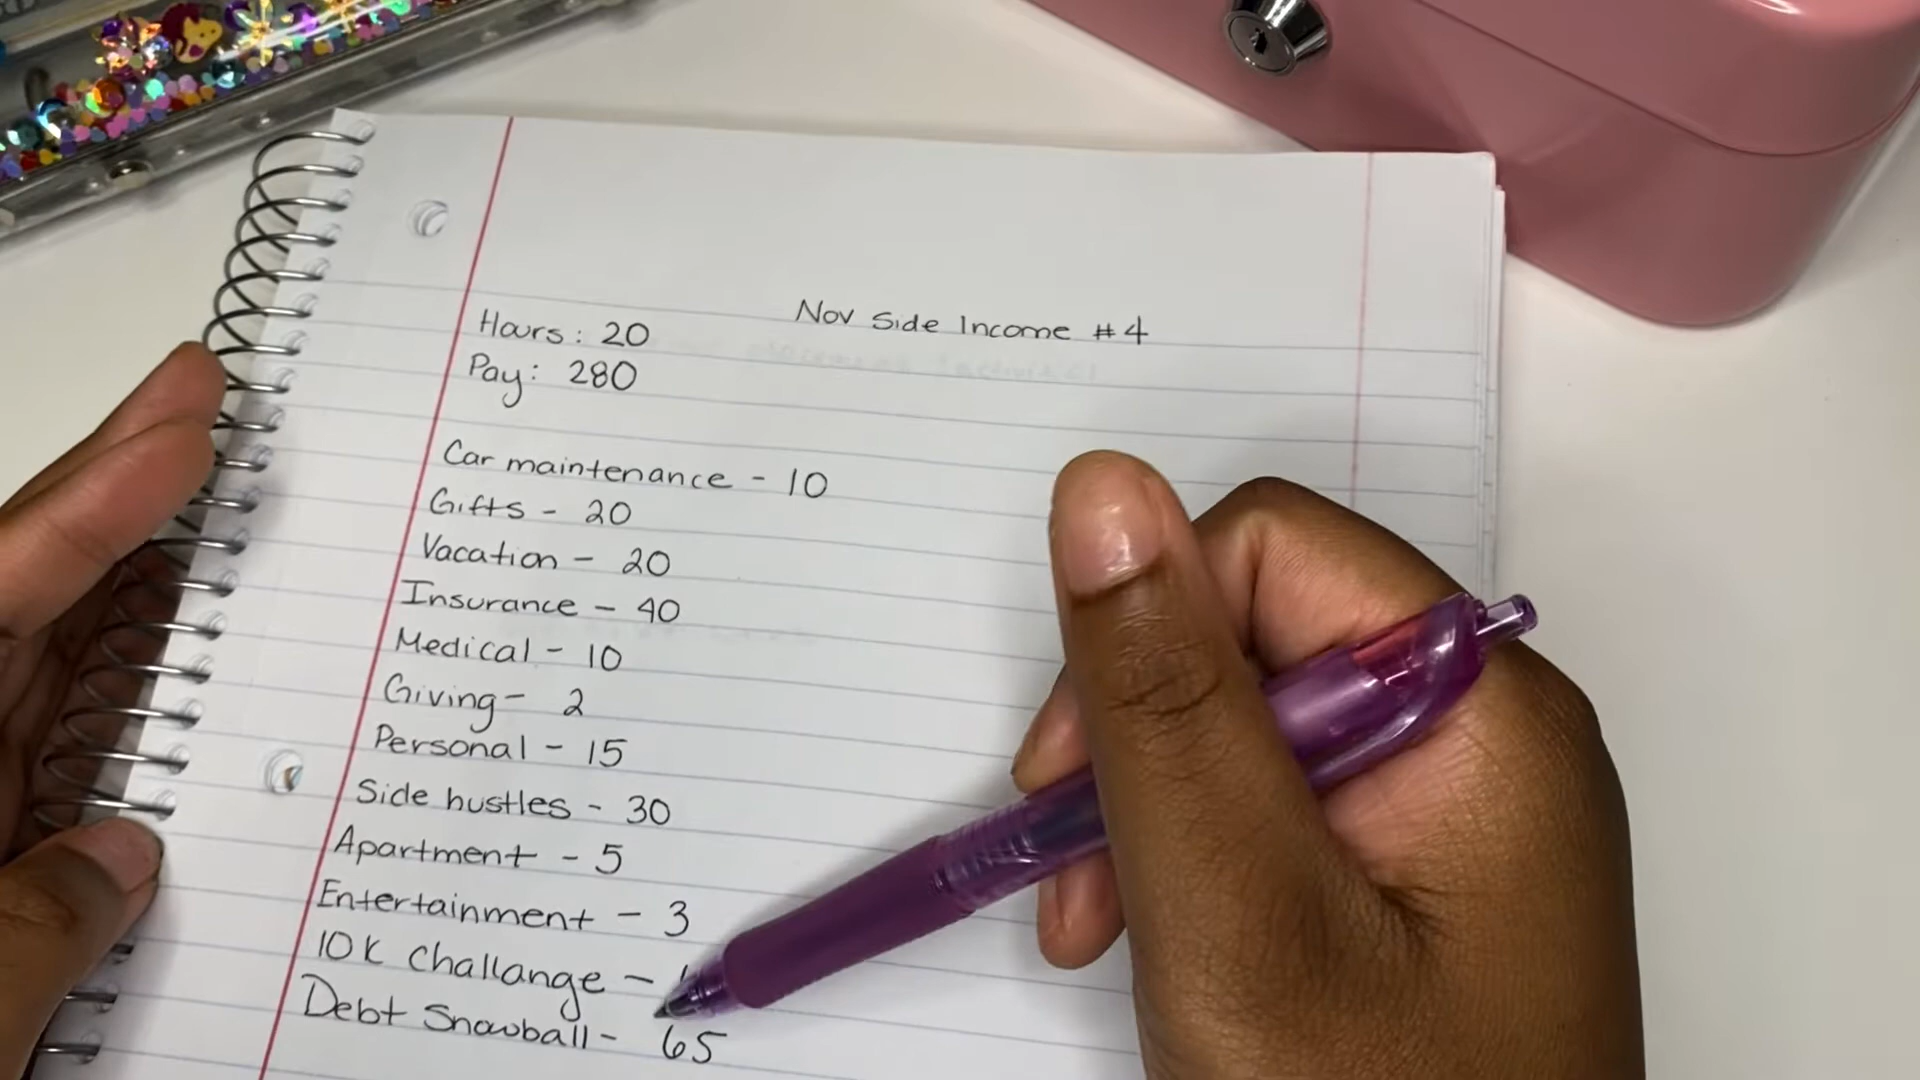 Nov Side Income #4
Hours: 20
Pay: 280
Car maintenance - 10
Gifts - 20
Vacation - 20
Insurance - 40
Medical - 10
Giving - 2
Personal - 15
Side hustles - 30
Apartment - 5
Entertainment - 3
10K Challange -
Debt Snowball - 65